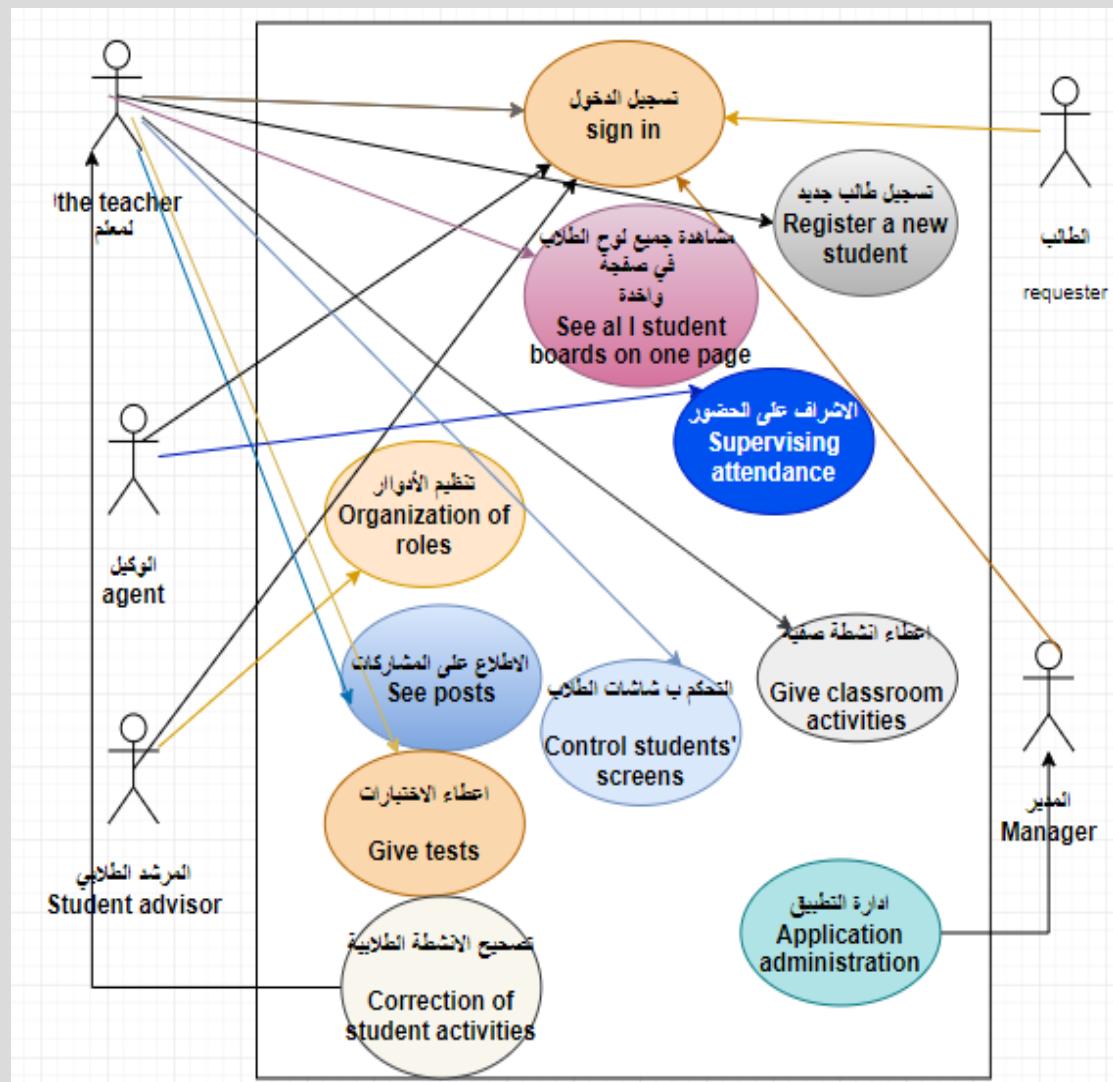 تسجيل الدخول
sign in
تسجيل طالب جديد
Register a new
student
the teacher
لمعلم
الطالب
requester
مشاهدة جميع لوح الطلاب
في صفحة
واخدة
See al l student
boards on one page
الاشراف على الحضور
Supervising
attendance
تنظيم الأدوار
Organization of
roles
الوكيل
agent
اعطاء انشطة صفية
Give classroom
activities
الاطلاع على المشاركات
See posts
التحكم ب شاشات الطلاب
Control students'
screens
اعطاء الاختبارات
Give tests
المدير
Manager
المرشد الطلابي
Student advisor
ادارة التطبيق
Application
administration
تصحيح الانشطة الطلابية
Correction of
student activities